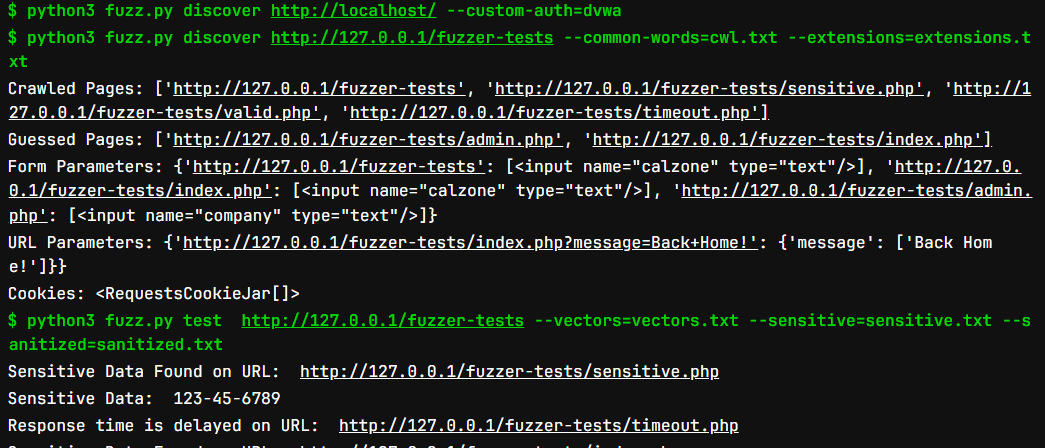 $ python3 fuzz.py discover http://localhost/ --custom-auth=dvwa
$ python3 fuzz.py discover http://127.0.0.1/fuzzer-tests --common-words=cwl.txt --extensions=extensions.t
xt
Crawled Pages: ['http://127.0.0.1/fuzzer-tests', 'http://127.0.0.1/fuzzer-tests/sensitive.php', 'http://1
27.0.0.1/fuzzer-tests/valid.php', 'http://127.0.0.1/fuzzer-tests/timeout.php']
Guessed Pages: ['http://127.0.0.1/fuzzer-tests/admin.php', 'http://127.0.0.1/fuzzer-tests/index.php']
Form Parameters: {'http://127.0.0.1/fuzzer-tests': [<input name="calzone" type="text"/>], 'http://127.0.
0.1/fuzzer-tests/index.php': [<input name="calzone" type="text"/>], 'http://127.0.0.1/fuzzer-tests/admin.
php': [<input name="company" type="text"/>]}
URL Parameters: {'http://127.0.0.1/fuzzer-tests/index.php?message=Back+Home!': {'message': ['Back Hom
e!']}}
Cookies: <RequestsCookieJar[]>
$ python3 fuzz.py test  http://127.0.0.1/fuzzer-tests --vectors=vectors.txt --sensitive=sensitive.txt --s
anitized=sanitized.txt
Sensitive Data Found on URL:  http://127.0.0.1/fuzzer-tests/sensitive.php
Sensitive Data:  123-45-6789
Response time is delayed on URL:  http://127.0.0.1/fuzzer-tests/timeout.php